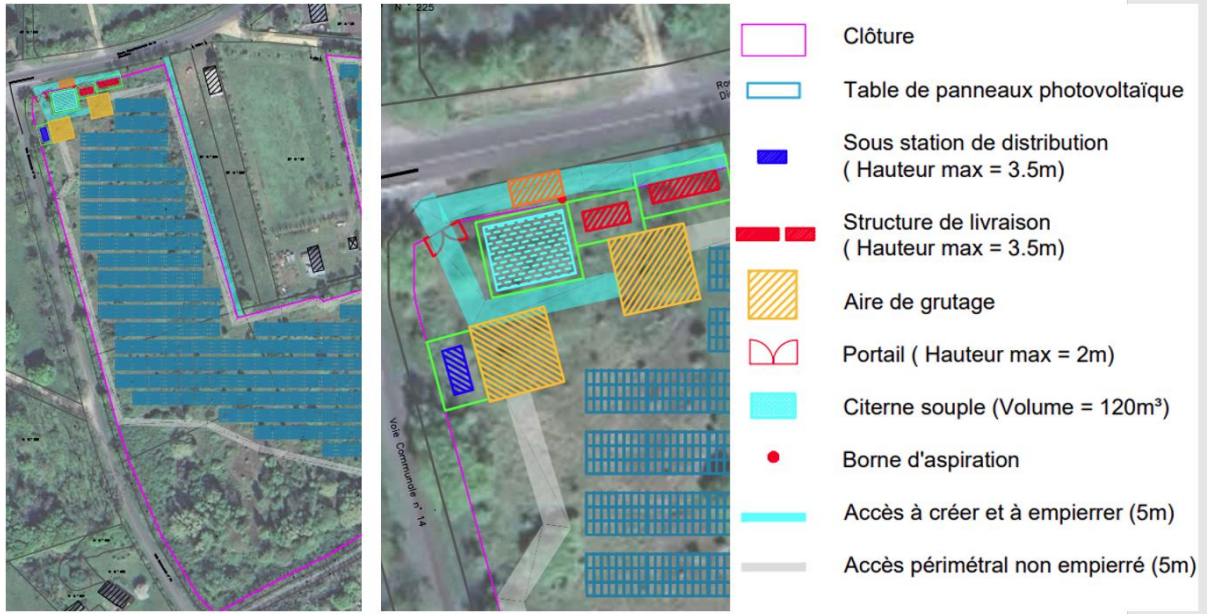 N° 225
Voie Communale n° 14
Clôture
Table de panneaux photovoltaïque
Sous station de distribution
( Hauteur max = 3.5m)
Structure de livraison
( Hauteur max = 3.5m)
Aire de grutage
Portail ( Hauteur max = 2m)
Citerne souple (Volume = 120m³)
Borne d'aspiration
Accès à créer et à empierrer (5m)
Accès périmétral non empierré (5m)